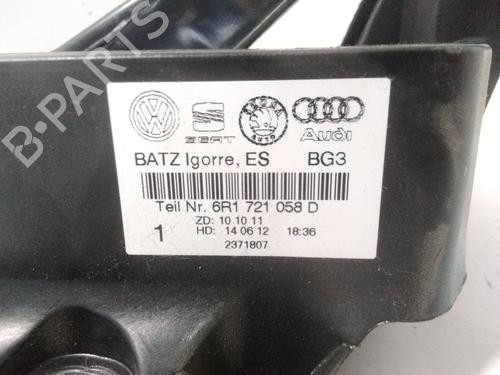 B-PARTS
SEAT
SKODA
AUTO
Audi
BATZ Igorre, ES BG3
Teil Nr. 6R1 721 058 D
ZD: 10 10 11
1 HD: 14 06 12 18:36
2371807